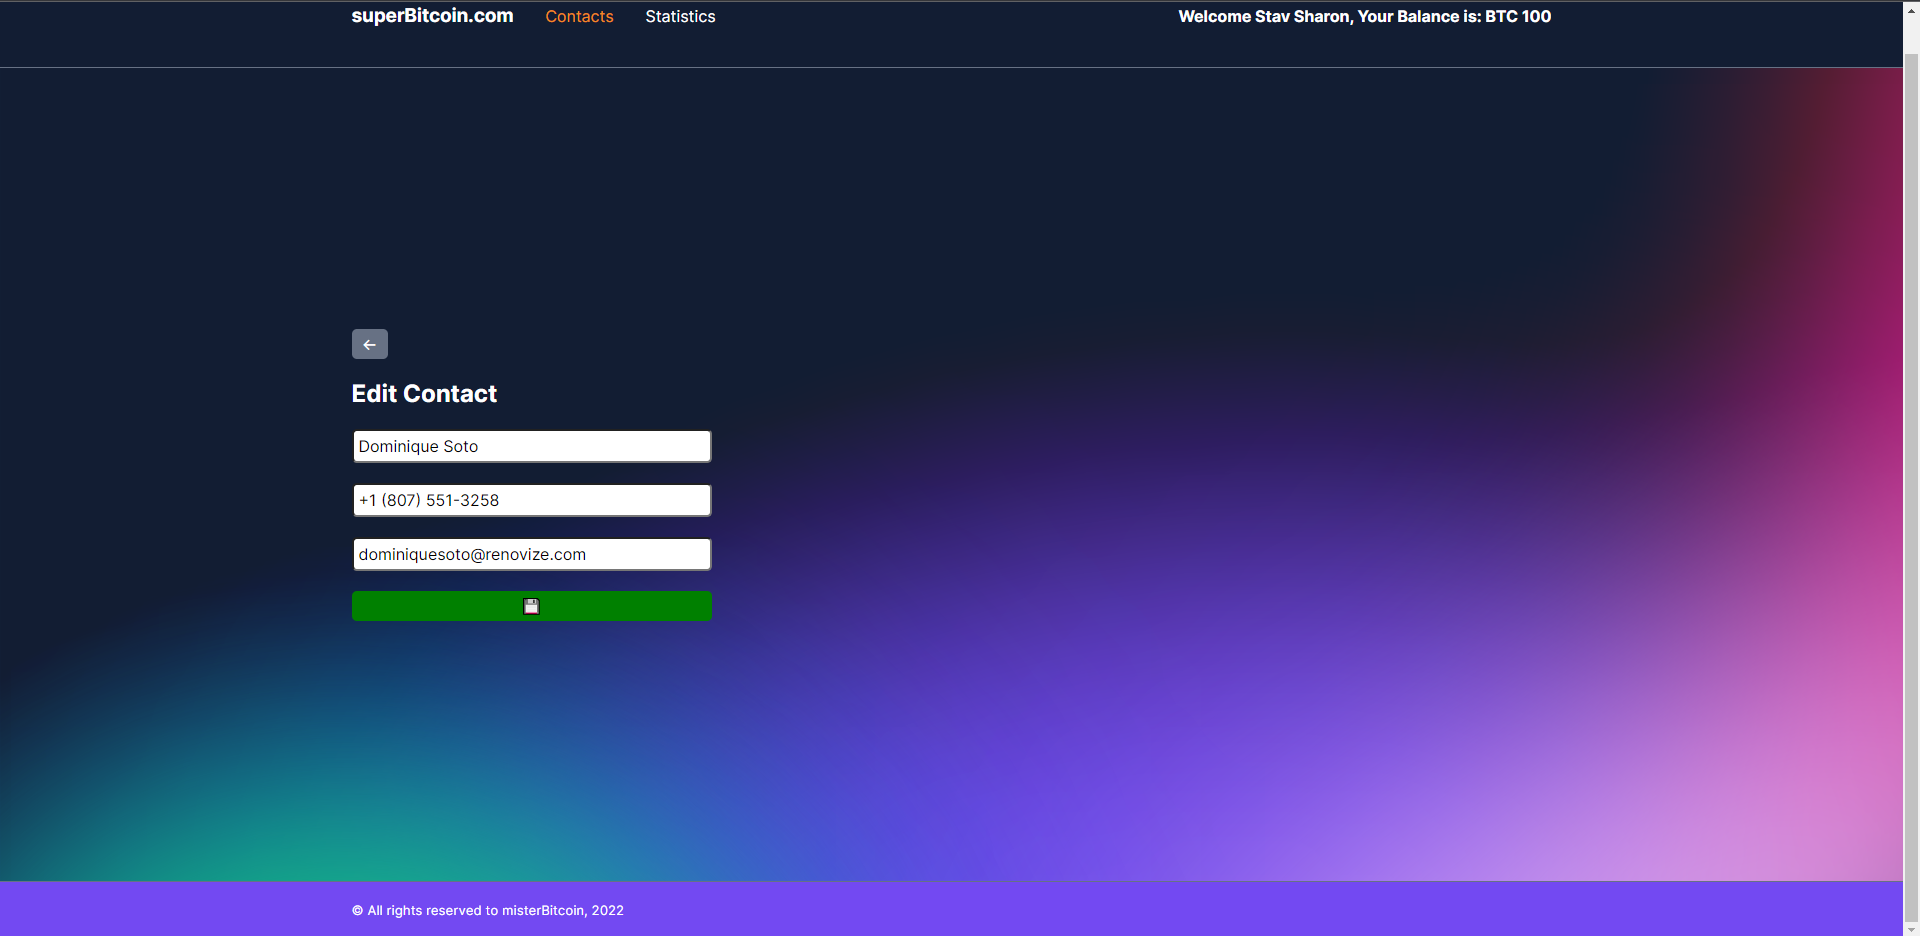 superBitcoin.com Contacts Statistics Welcome Stav Sharon, Your Balance is: BTC 100
←
Edit Contact
Dominique Soto
+1 (807) 551-3258
dominiquesoto@renovize.com
© All rights reserved to misterBitcoin, 2022